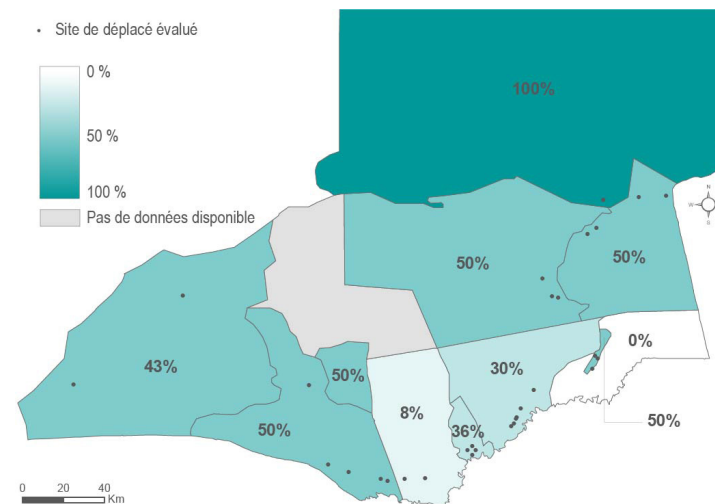 Site de déplacé évalué
0 %
50 %
100 %
Pas de données disponible
100%
N
W
E
S
50%
50%
0%
43%
50%
30%
50%
8%
36%
50%
0 20 40
Km